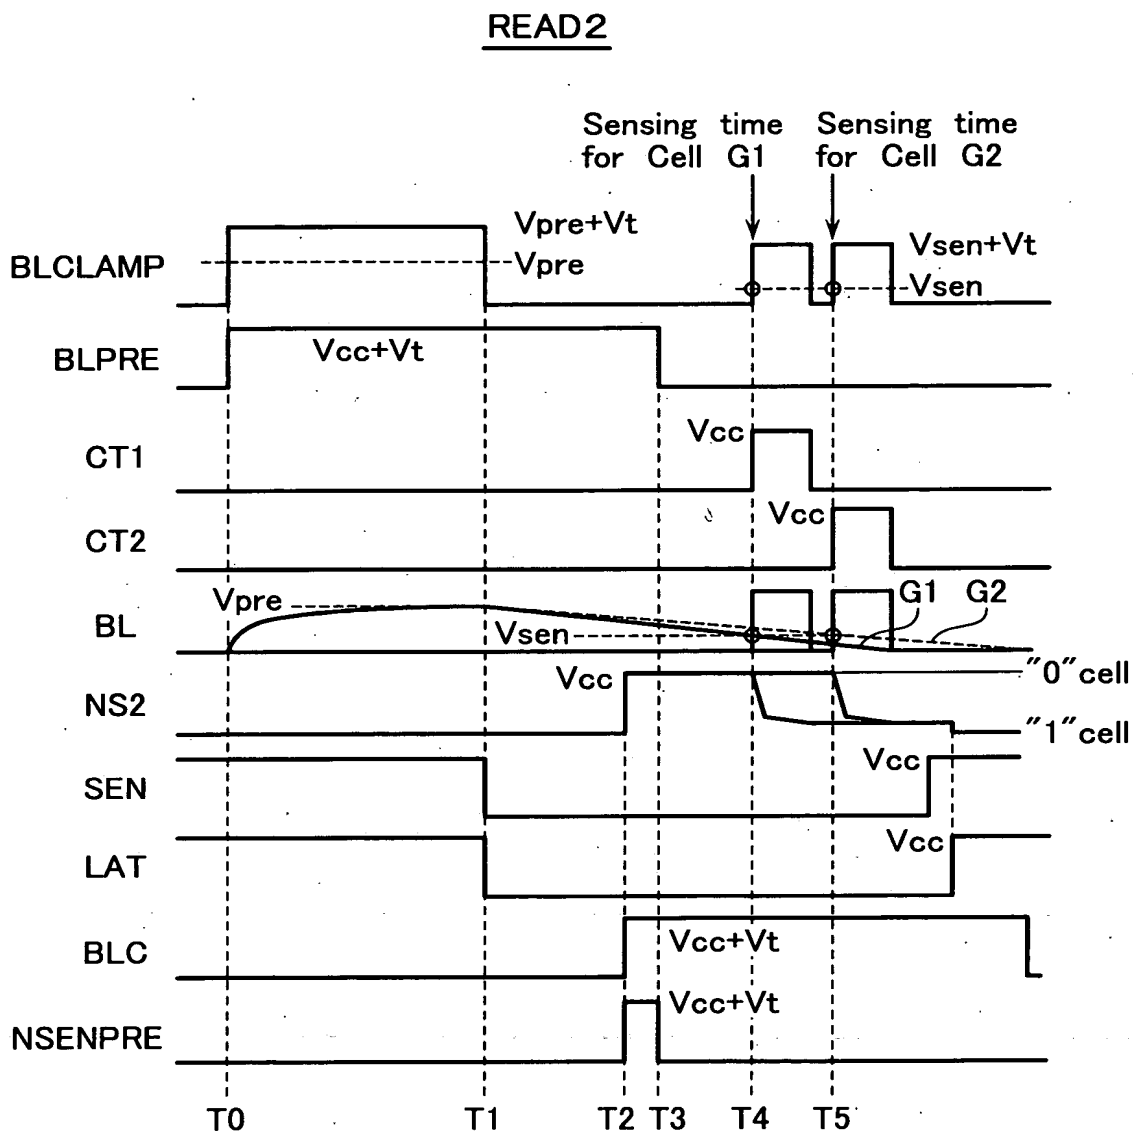 READ2
Sensing time for Cell G1
Sensing time for Cell G2
BLCLAMP
Vpre+Vt
Vpre
Vsen+Vt
Vsen
BLPRE
Vcc+Vt
CT1
Vcc
CT2
Vcc
BL
Vpre
Vsen
G1
G2
NS2
Vcc
"0"cell
"1"cell
SEN
Vcc
LAT
Vcc
BLC
Vcc+Vt
NSENPRE
Vcc+Vt
T0 T1 T2 T3 T4 T5